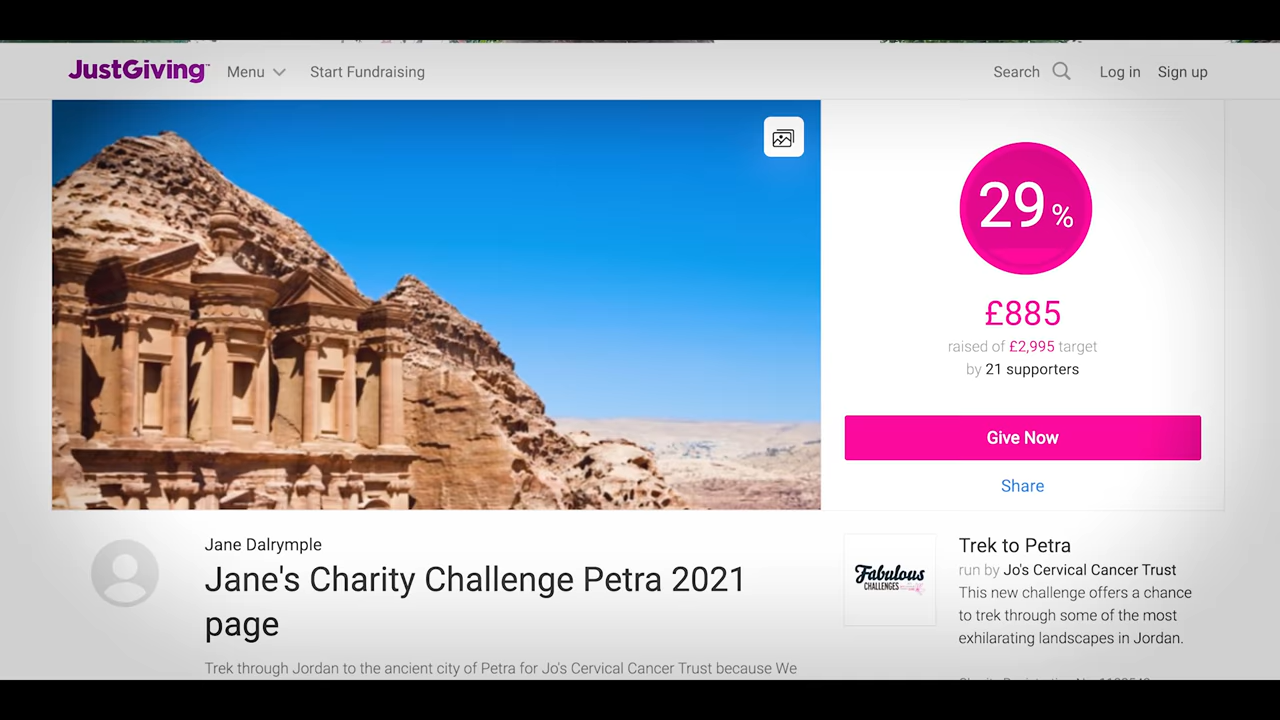 JustGiving™
Menu
Start Fundraising
Search
Log in
Sign up
29%
£885
raised of £2,995 target
by 21 supporters
Give Now
Share
Jane Dalrymple
Jane's Charity Challenge Petra 2021
page
Trek through Jordan to the ancient city of Petra for Jo's Cervical Cancer Trust because We
Fabulous
CHALLENGES
Trek to Petra
run by Jo's Cervical Cancer Trust
This new challenge offers a chance
to trek through some of the most
exhilarating landscapes in Jordan.